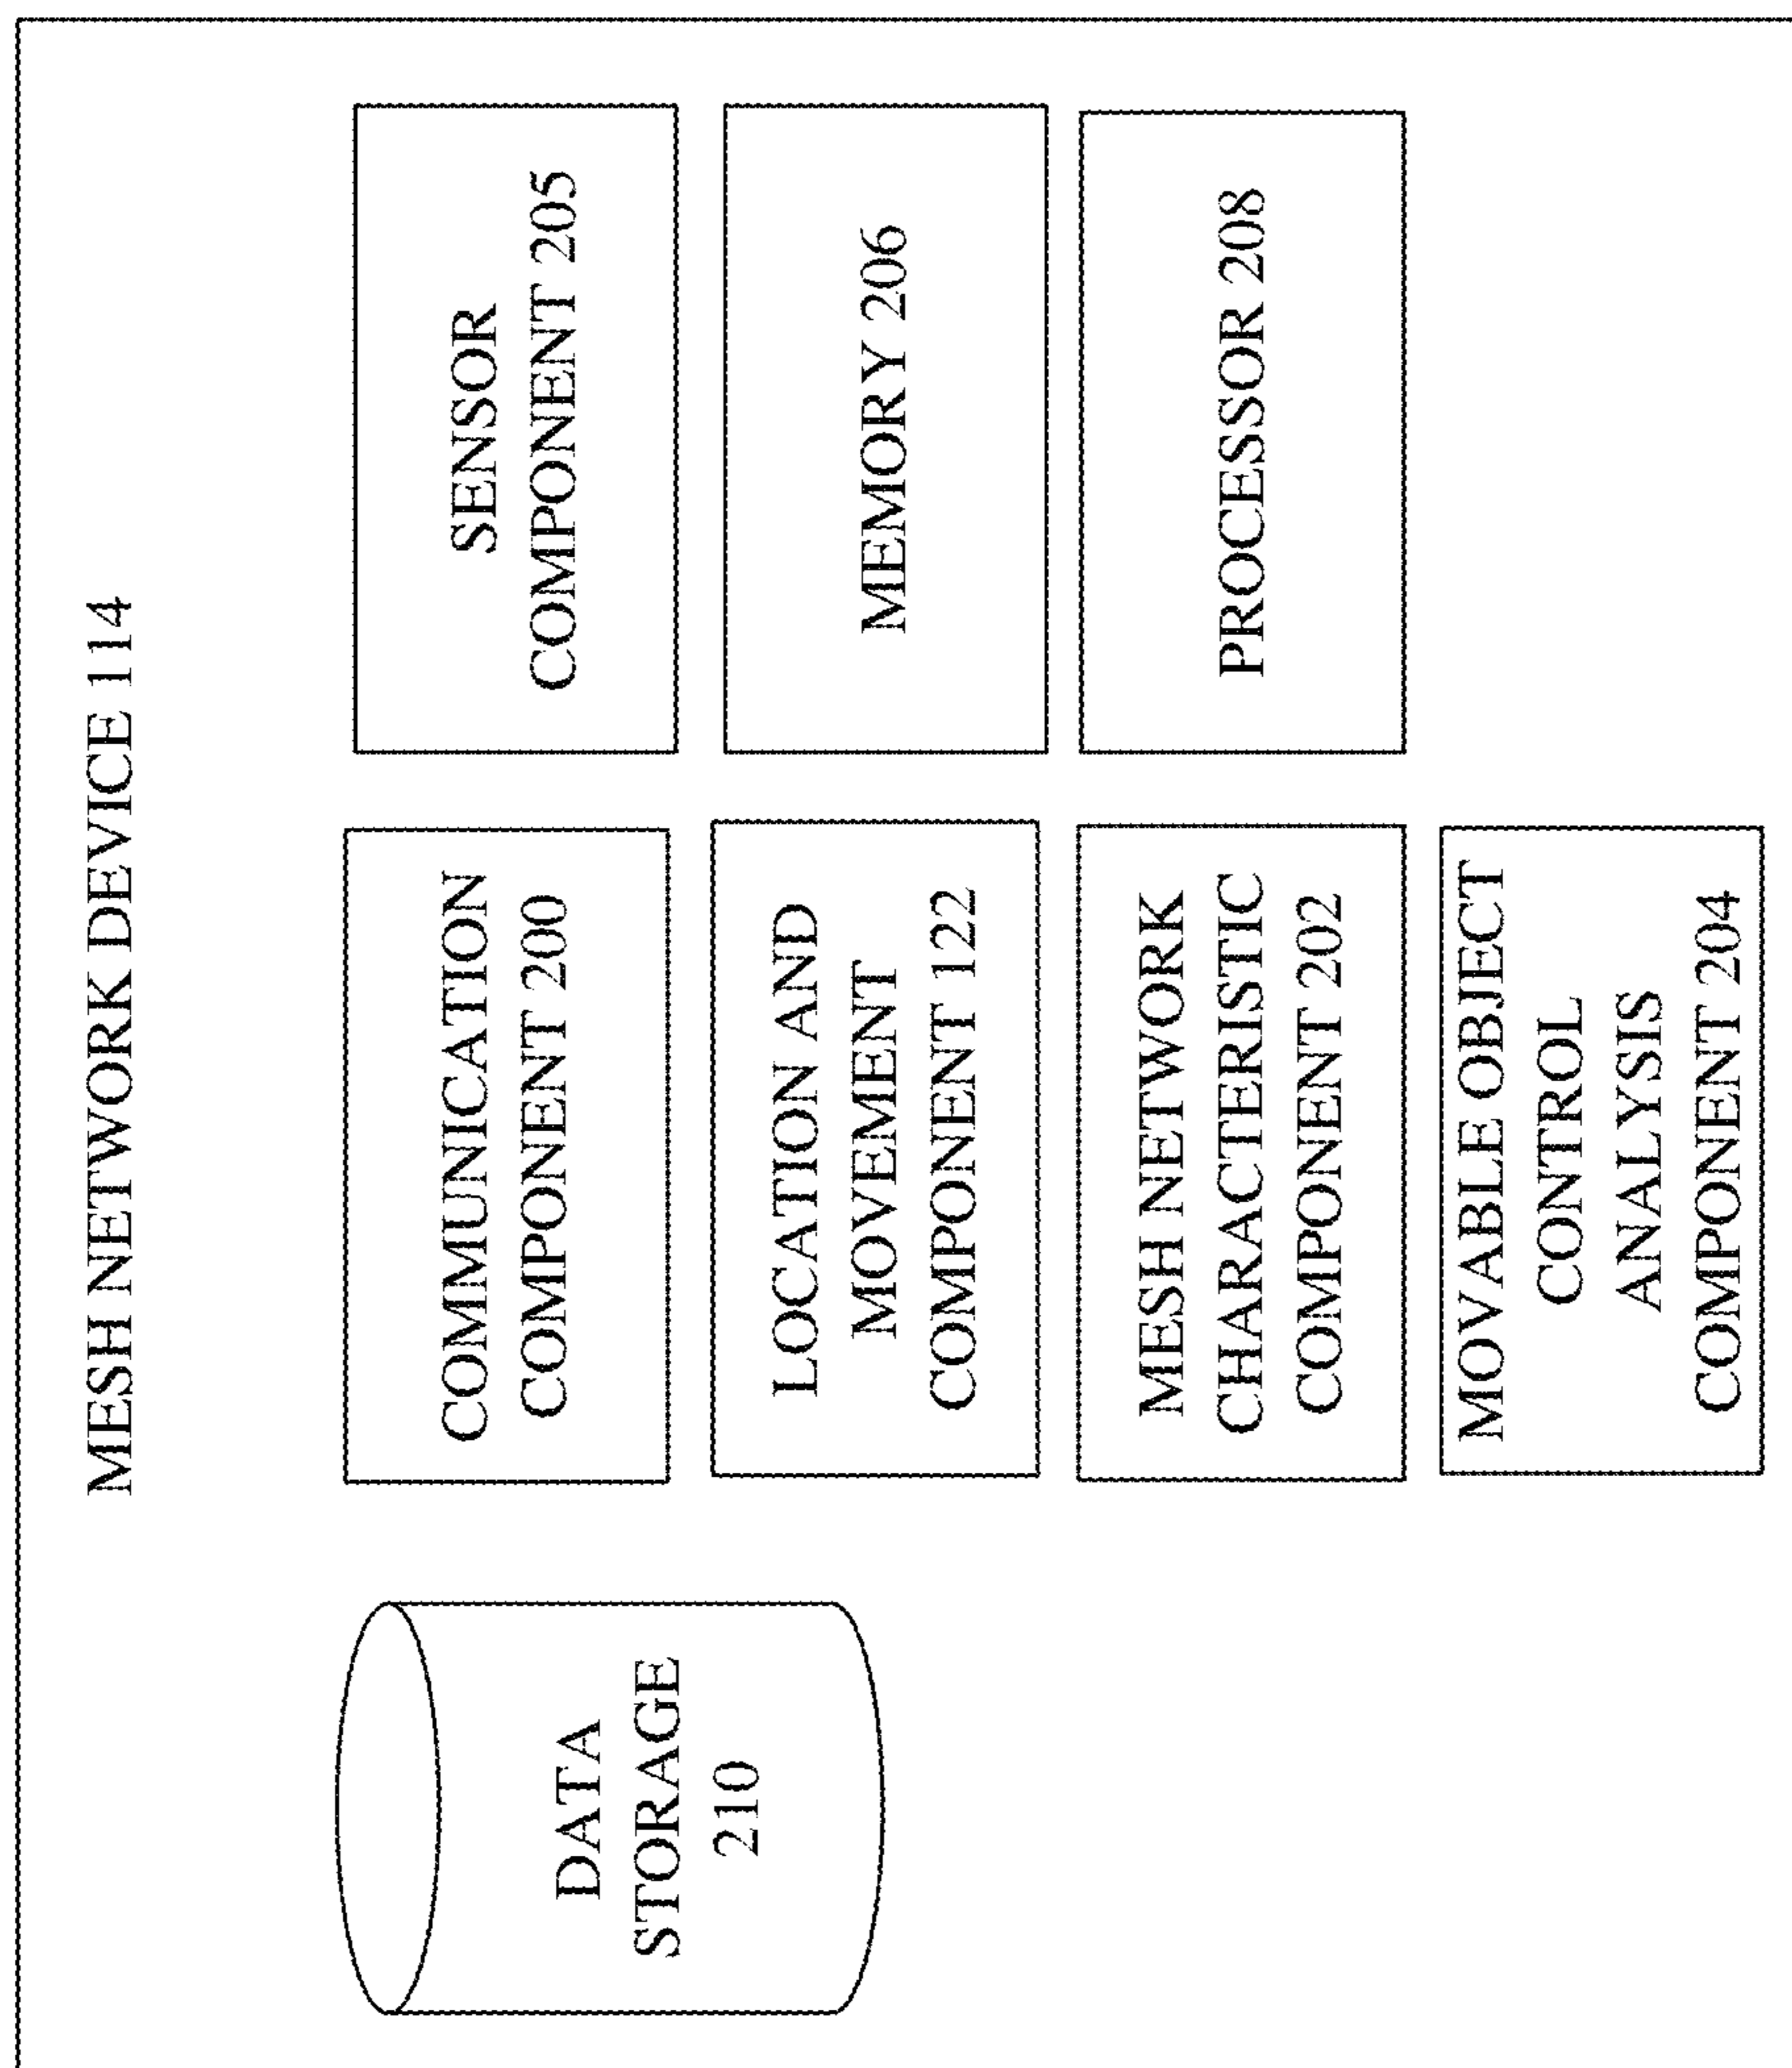 MESH NETWORK DEVICE 114
DATA
STORAGE
210
COMMUNICATION
COMPONENT 200
LOCATION AND
MOVEMENT
COMPONENT 122
MESH NETWORK
CHARACTERISTIC
COMPONENT 202
MOVABLE OBJECT
CONTROL
ANALYSIS
COMPONENT 204
SENSOR
COMPONENT 205
MEMORY 206
PROCESSOR 208